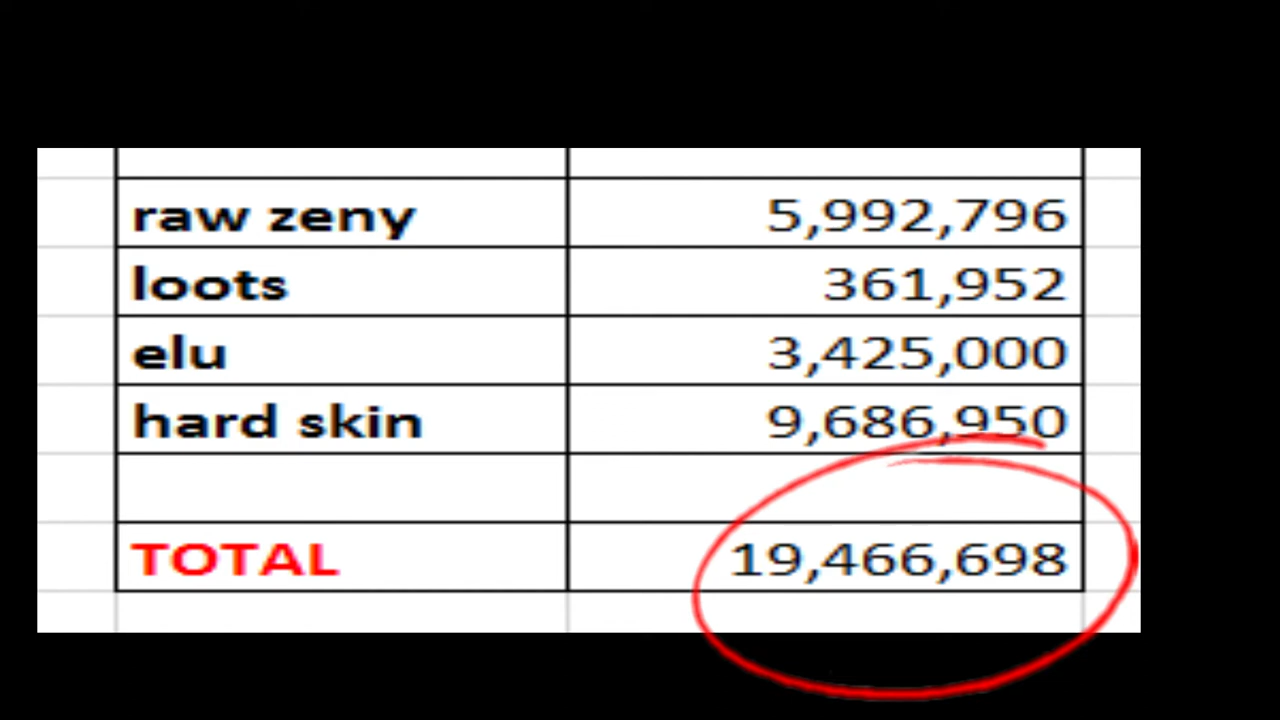 raw zeny 5,992,796
loots 361,952
elu 3,425,000
hard skin 9,686,950
TOTAL 19,466,698